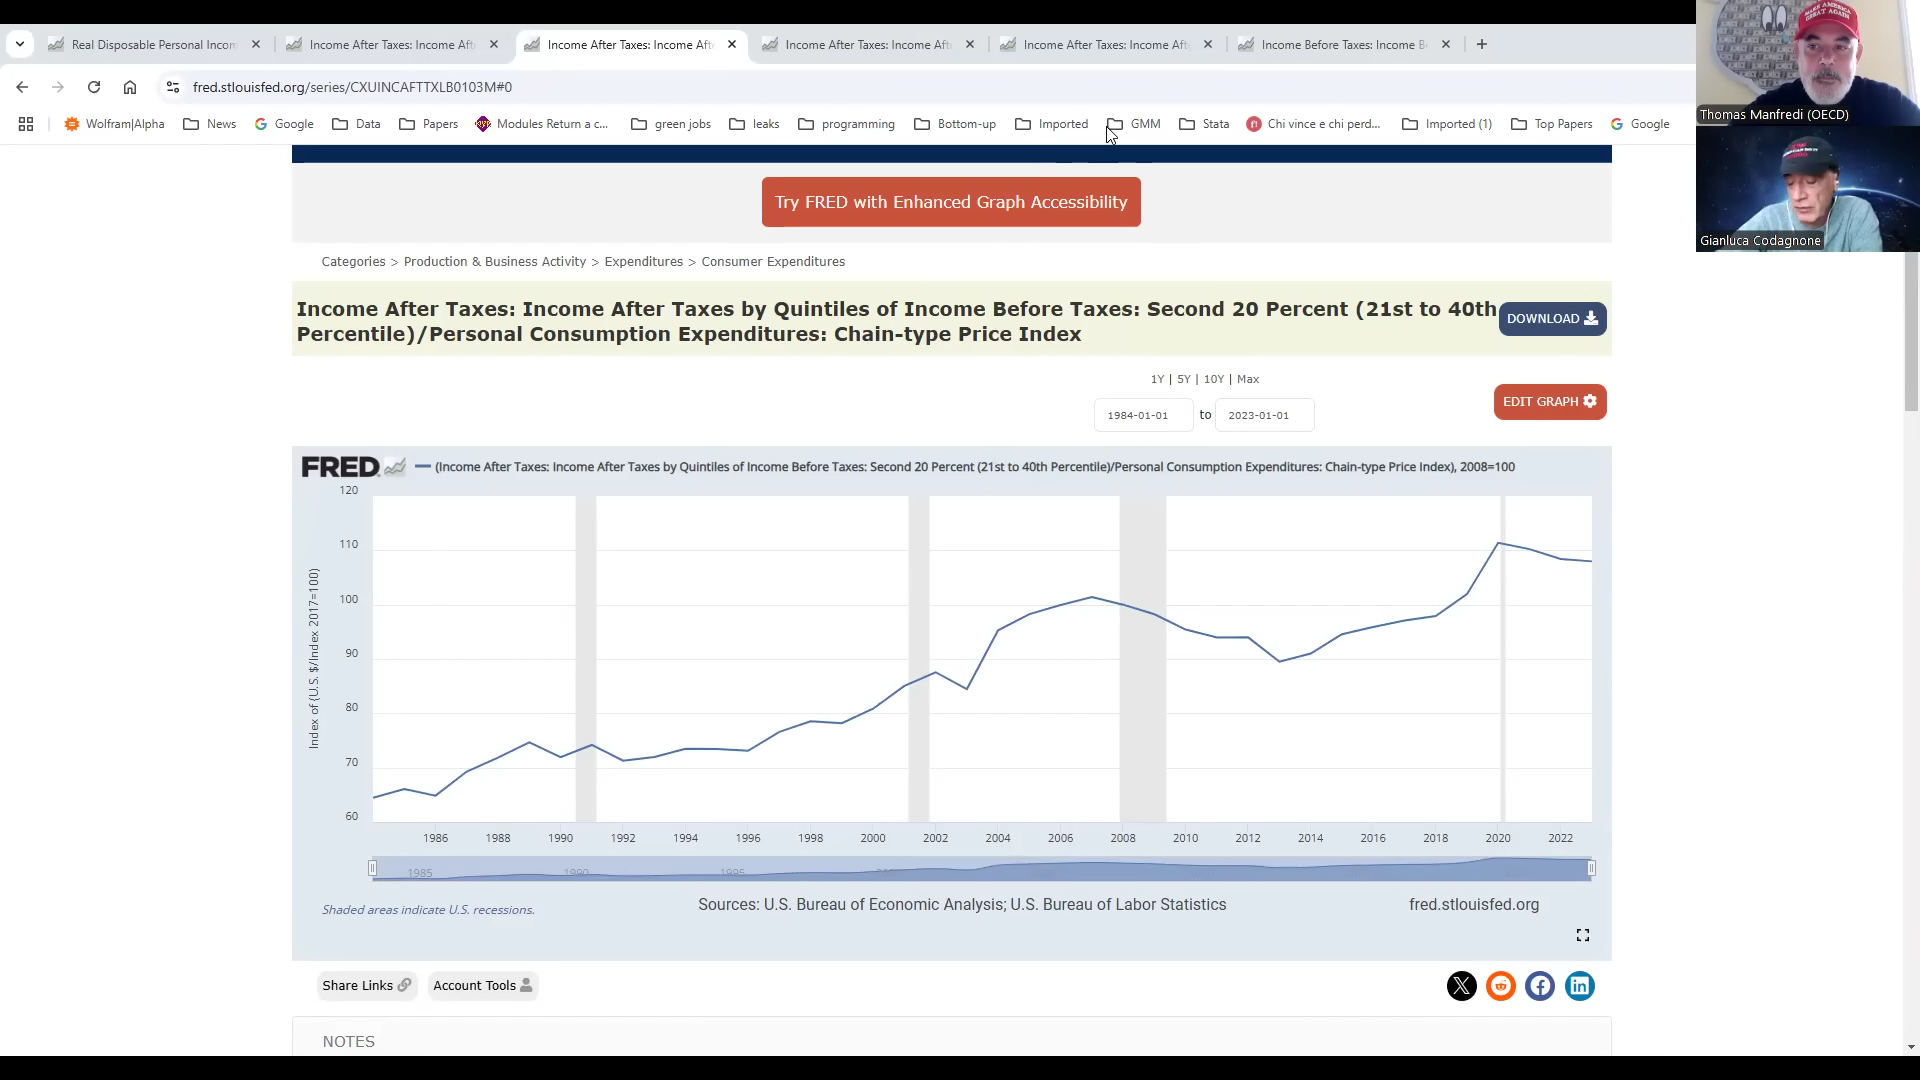 Real Disposable Personal Incom
Income After Taxes: Income Aft
Income After Taxes: Income Afte
Income After Taxes: Income Aft
Income After Taxes: Income Afte
Income Before Taxes: Income B
fred.stlouisfed.org/series/CXUINCAFTTXLB0103M#0
Wolfram|Alpha
News
Google
Data
Papers
Modules Return a c...
green jobs
leaks
programming
Bottom-up
Imported
GMM
Stata
Chi vince e chi perd...
Imported (1)
Top Papers
Google
MAKE AMERICA
GREAT AGAIN
Thomas Manfredi (OECD)
Gianluca Codagnone
Try FRED with Enhanced Graph Accessibility
Categories > Production & Business Activity > Expenditures > Consumer Expenditures
Income After Taxes: Income After Taxes by Quintiles of Income Before Taxes: Second 20 Percent (21st to 40th
Percentile)/Personal Consumption Expenditures: Chain-type Price Index
DOWNLOAD
1Y | 5Y | 10Y | Max
1984-01-01 to 2023-01-01
EDIT GRAPH
FRED
(Income After Taxes: Income After Taxes by Quintiles of Income Before Taxes: Second 20 Percent (21st to 40th Percentile)/Personal Consumption Expenditures: Chain-type Price Index), 2008=100
Index of (U.S. $/Index 2017=100)
120
110
100
90
80
70
60
1986 1988 1990 1992 1994 1996 1998 2000 2002 2004 2006 2008 2010 2012 2014 2016 2018 2020 2022
1985 1990 1995
Shaded areas indicate U.S. recessions.
Sources: U.S. Bureau of Economic Analysis; U.S. Bureau of Labor Statistics
fred.stlouisfed.org
Share Links
Account Tools
NOTES